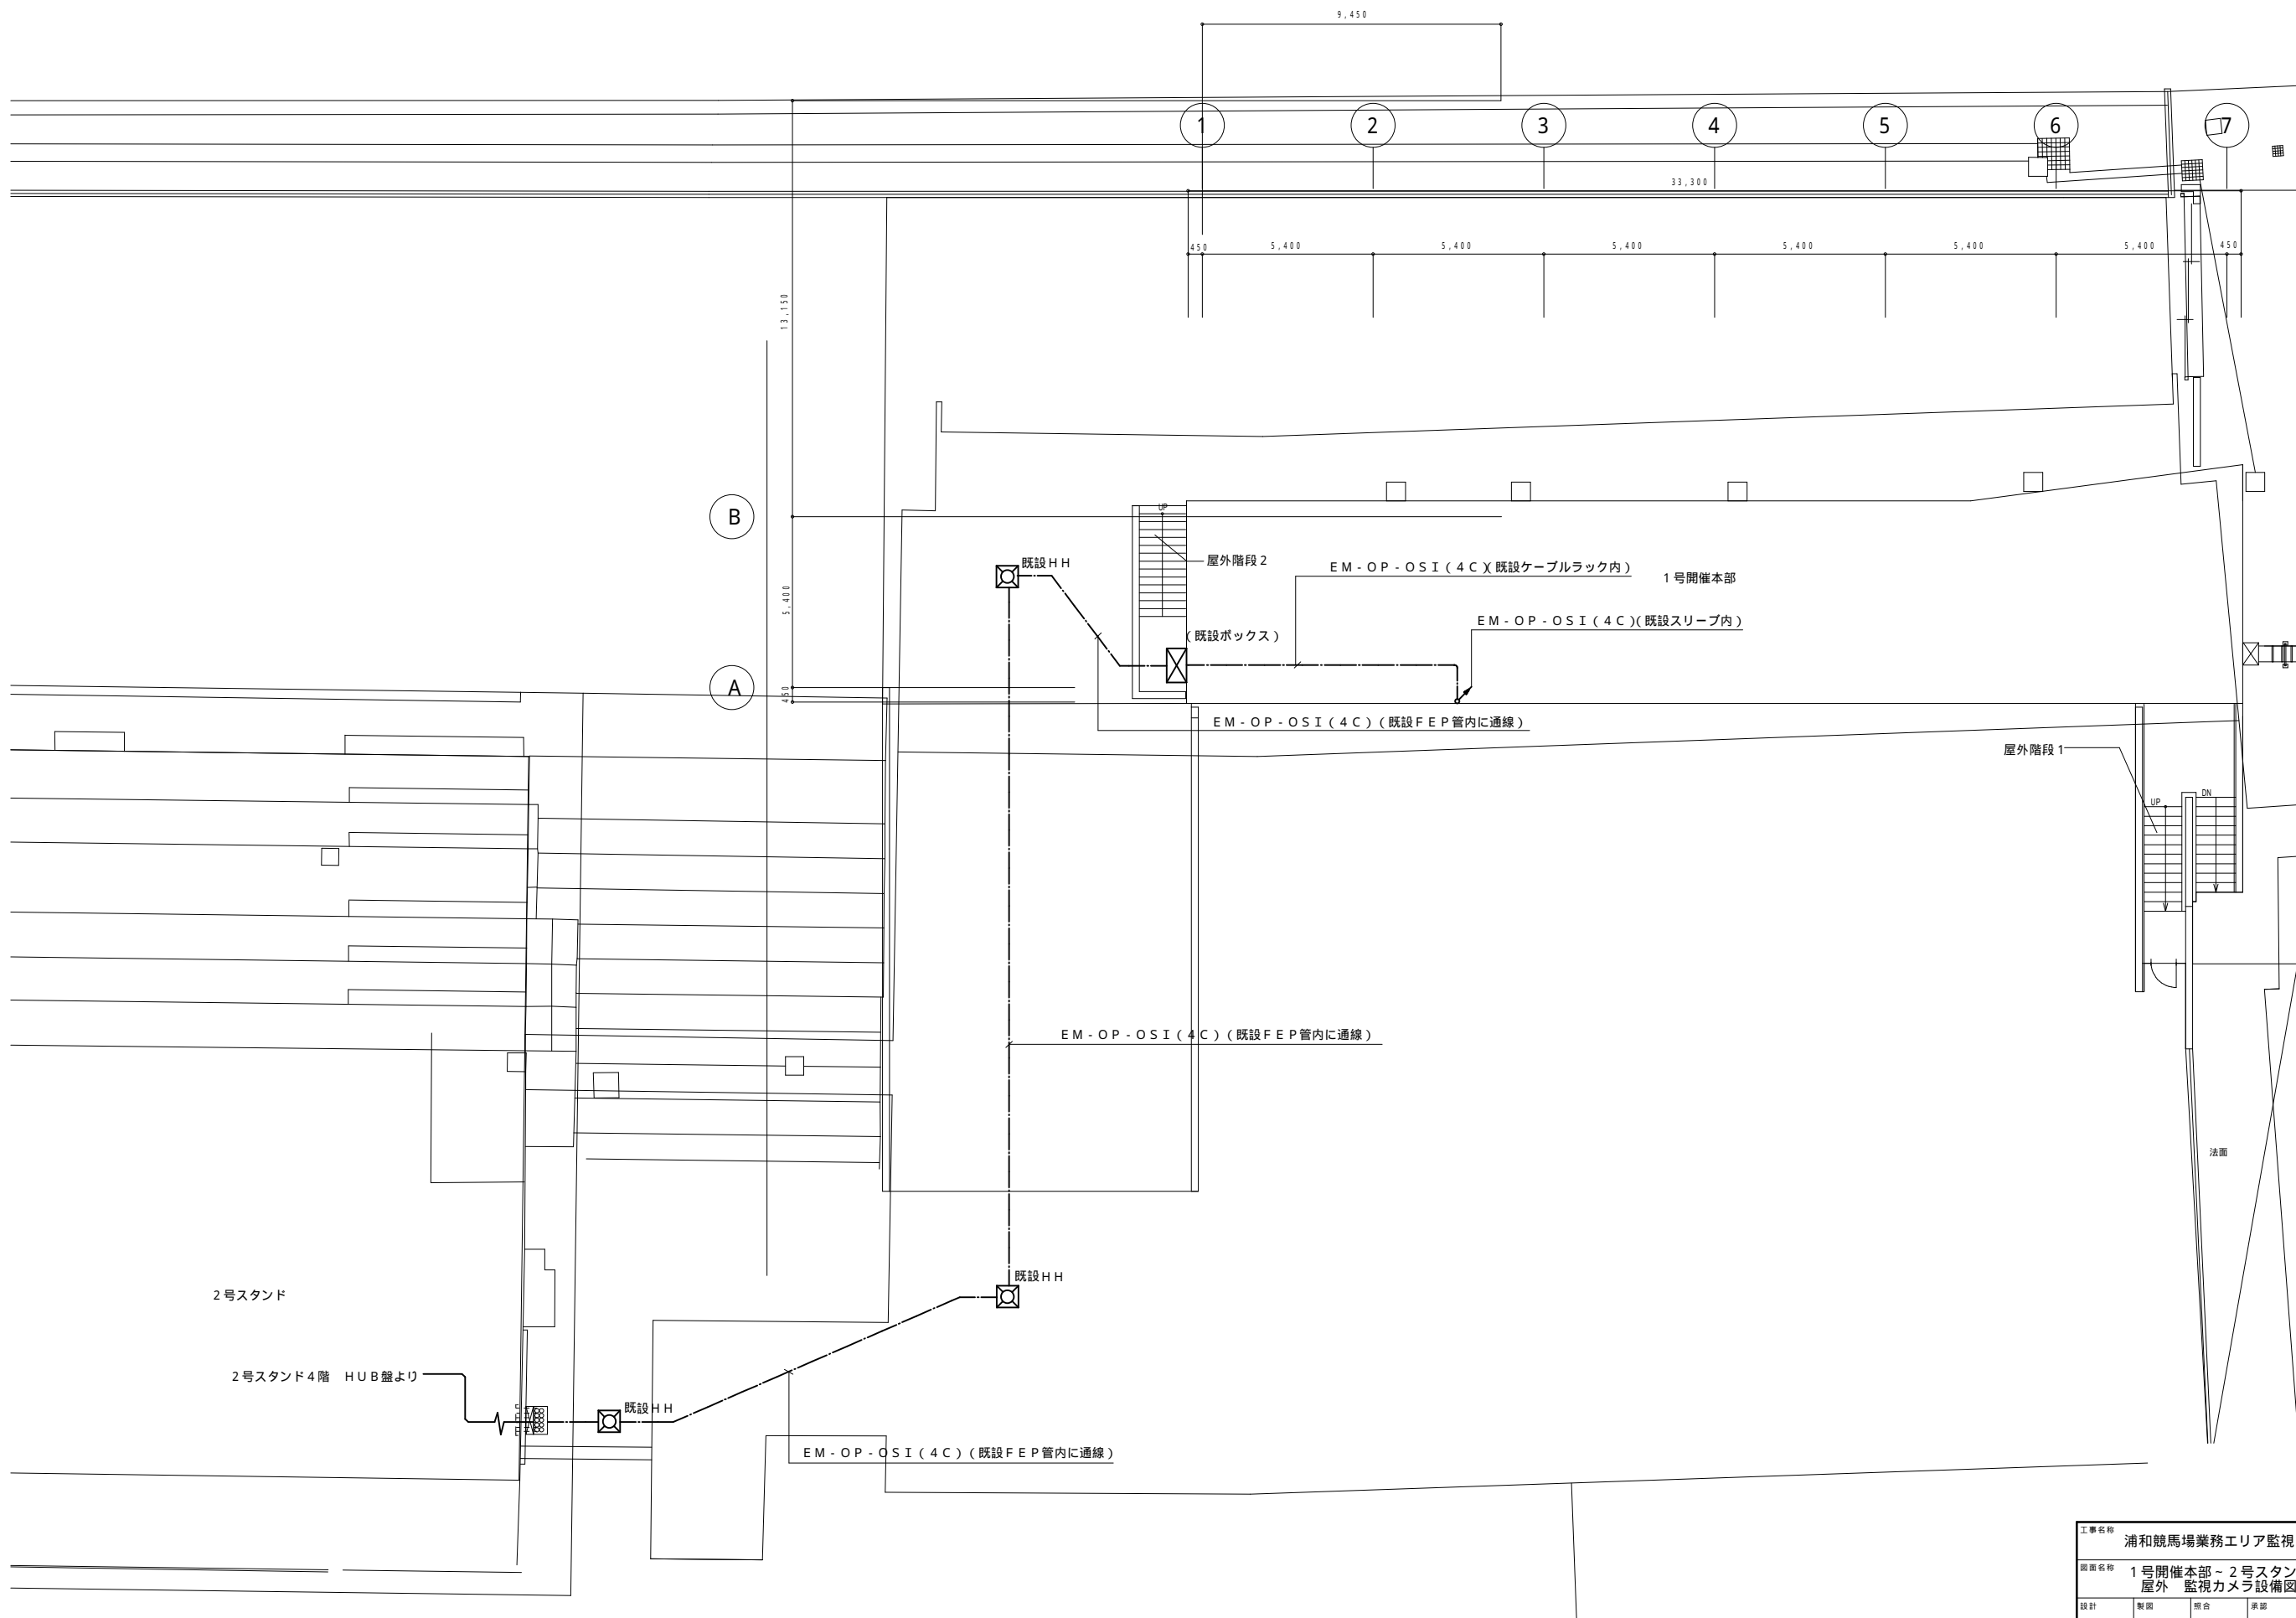 9,450
1
2
3
4
5
6
7
33,300
450
5,400
5,400
5,400
5,400
5,400
5,400
450
13,150
B
5,400
A
450
UP
屋外階段２
既設ＨＨ
ＥＭ-ＯＰ-ＯＳＩ(４Ｃ)(既設ケーブルラック内)
１号開催本部
ＥＭ-ＯＰ-ＯＳＩ(４Ｃ)(既設スリーブ内)
(既設ボックス)
ＥＭ-ＯＰ-ＯＳＩ(４Ｃ)(既設ＦＥＰ管内に通線)
屋外階段１
UP
DN
ＥＭ-ＯＰ-ＯＳＩ(４Ｃ)(既設ＦＥＰ管内に通線)
法面
既設ＨＨ
２号スタンド
２号スタンド４階　ＨＵＢ盤より
既設ＨＨ
ＥＭ-ＯＰ-ＯＳＩ(４Ｃ)(既設ＦＥＰ管内に通線)
工事名称
浦和競馬場業務エリア監視
図面名称
１号開催本部~２号スタン
屋外　監視カメラ設備図
設計
製図
照合
承認